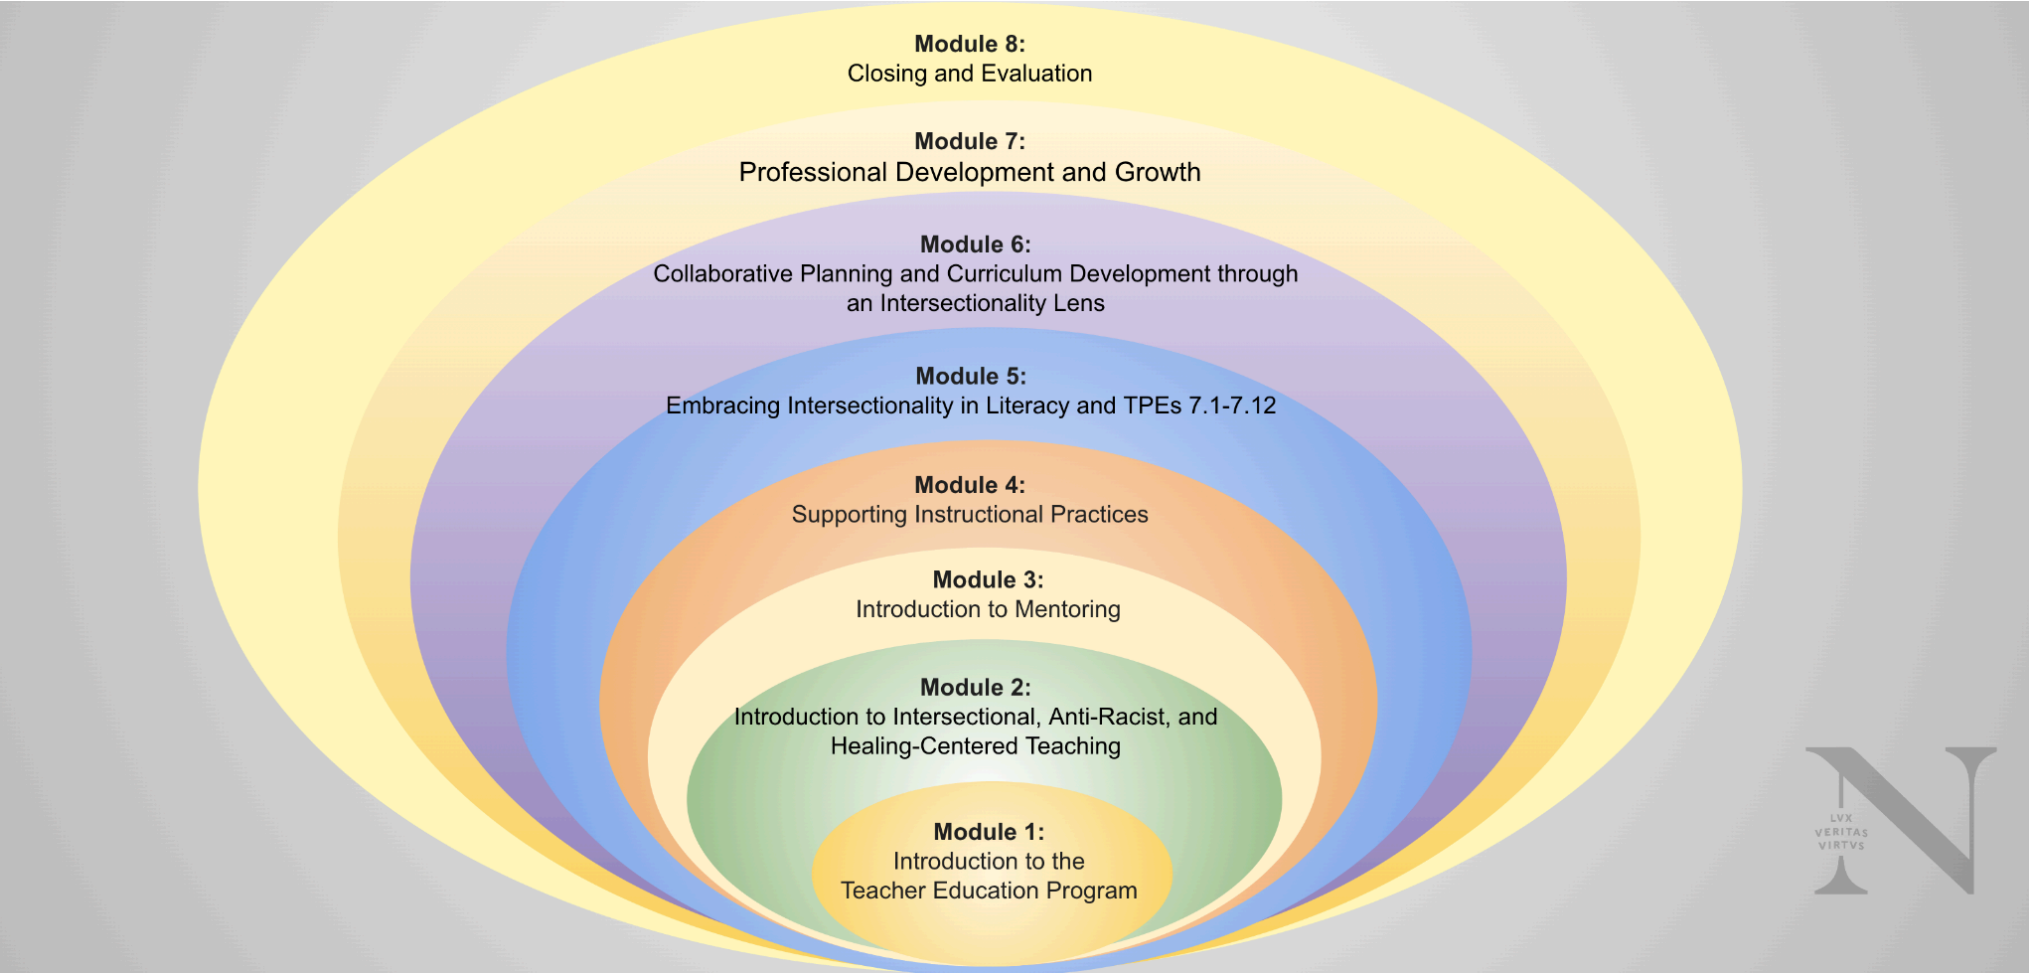 Module 8:
Closing and Evaluation
Module 7:
Professional Development and Growth
Module 6:
Collaborative Planning and Curriculum Development through
an Intersectionality Lens
Module 5:
Embracing Intersectionality in Literacy and TPEs 7.1-7.12
Module 4:
Supporting Instructional Practices
Module 3:
Introduction to Mentoring
Module 2:
Introduction to Intersectional, Anti-Racist, and
Healing-Centered Teaching
Module 1:
Introduction to the
Teacher Education Program
N
LVX
VERITAS
VIRTVS